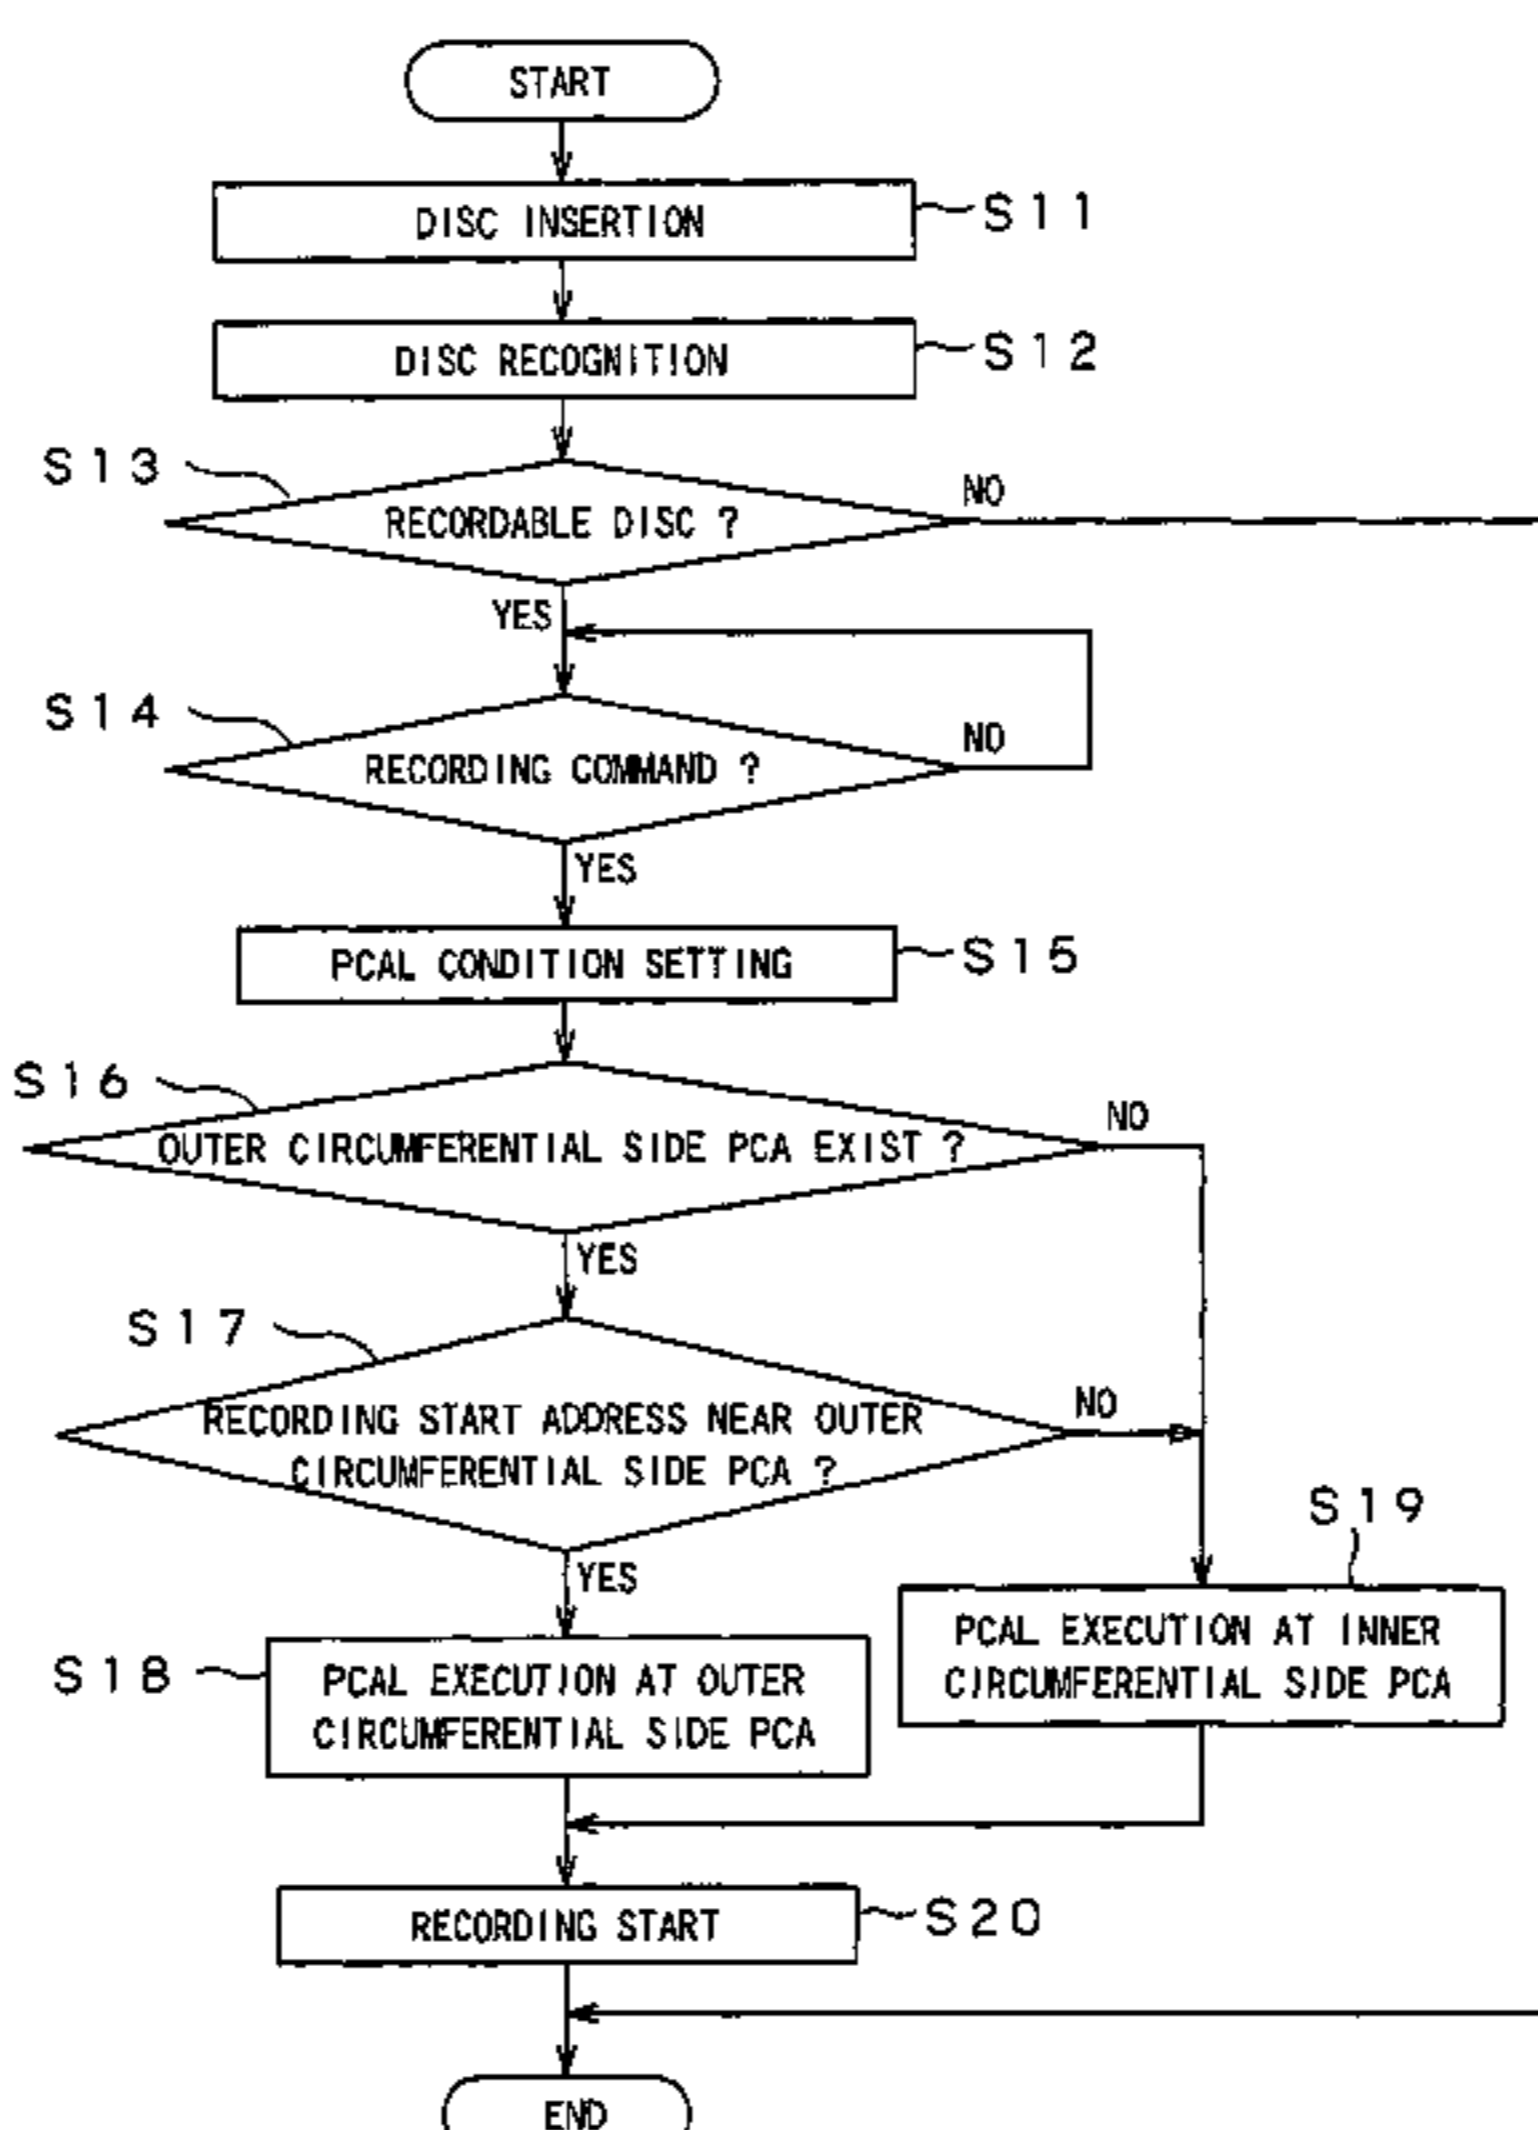 START
DISC INSERTION
S11
DISC RECOGNITION
S12
S13
RECORDABLE DISC ?
NO
YES
S14
RECORDING COMMAND ?
NO
YES
PCAL CONDITION SETTING
S15
S16
OUTER CIRCUMFERENTIAL SIDE PCA EXIST ?
NO
YES
S17
RECORDING START ADDRESS NEAR OUTER
CIRCUMFERENTIAL SIDE PCA ?
NO
YES
S18
PCAL EXECUTION AT OUTER
CIRCUMFERENTIAL SIDE PCA
S19
PCAL EXECUTION AT INNER
CIRCUMFERENTIAL SIDE PCA
RECORDING START
S20
END